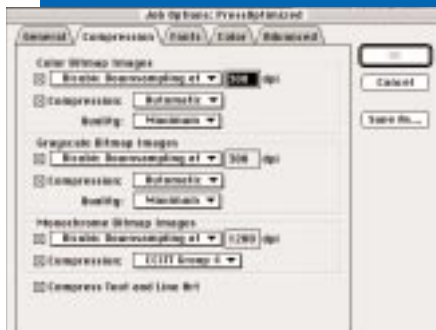 Job Options: PressOptimized
General Compression Fonts Color Advanced
Color Bitmap Images
Bicubic Downsampling at 300 dpi
Compression: Automatic
Quality: Maximum
Grayscale Bitmap Images
Bicubic Downsampling at 300 dpi
Compression: Automatic
Quality: Maximum
Monochrome Bitmap Images
Bicubic Downsampling at 1200 dpi
Compression: CCITT Group 4
Compress Text and Line Art
OK
Cancel
Save As...